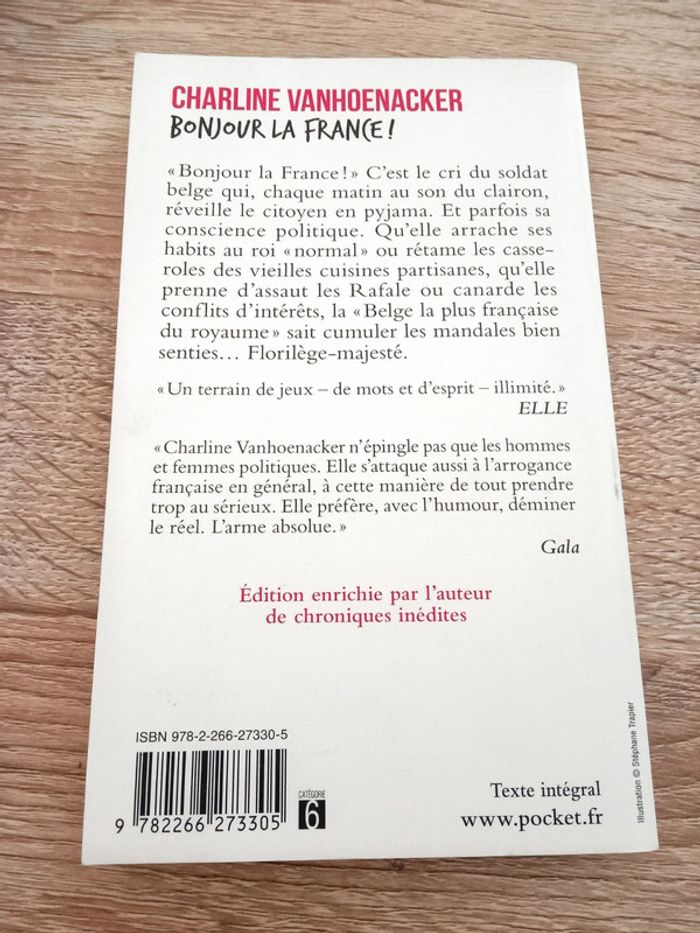 CHARLINE VANHOENACKER
BONJOUR LA FRANCE !
« Bonjour la France ! » C’est le cri du soldat
belge qui, chaque matin au son du clairon,
réveille le citoyen en pyjama. Et parfois sa
conscience politique. Qu’elle arrache ses
habits au roi « normal » ou rétame les casse-
roles des vieilles cuisines partisanes, qu’elle
prenne d’assaut les Rafale ou canarde les
conflits d’intérêts, la « Belge la plus française
du royaume » sait cumuler les mandales bien
senties… Florilège-majesté.
« Un terrain de jeux – de mots et d’esprit – illimité. »
ELLE
« Charline Vanhoenacker n’épingle pas que les hommes
et femmes politiques. Elle s’attaque aussi à l’arrogance
française en général, à cette manière de tout prendre
trop au sérieux. Elle préfère, avec l’humour, déminer
le réel. L’arme absolue. »
Gala
Édition enrichie par l’auteur
de chroniques inédites
ISBN 978-2-266-27330-5
9 782266 273305
CATÉGORIE
6
Texte intégral
www.pocket.fr
Illustration © Stéphane Trapier